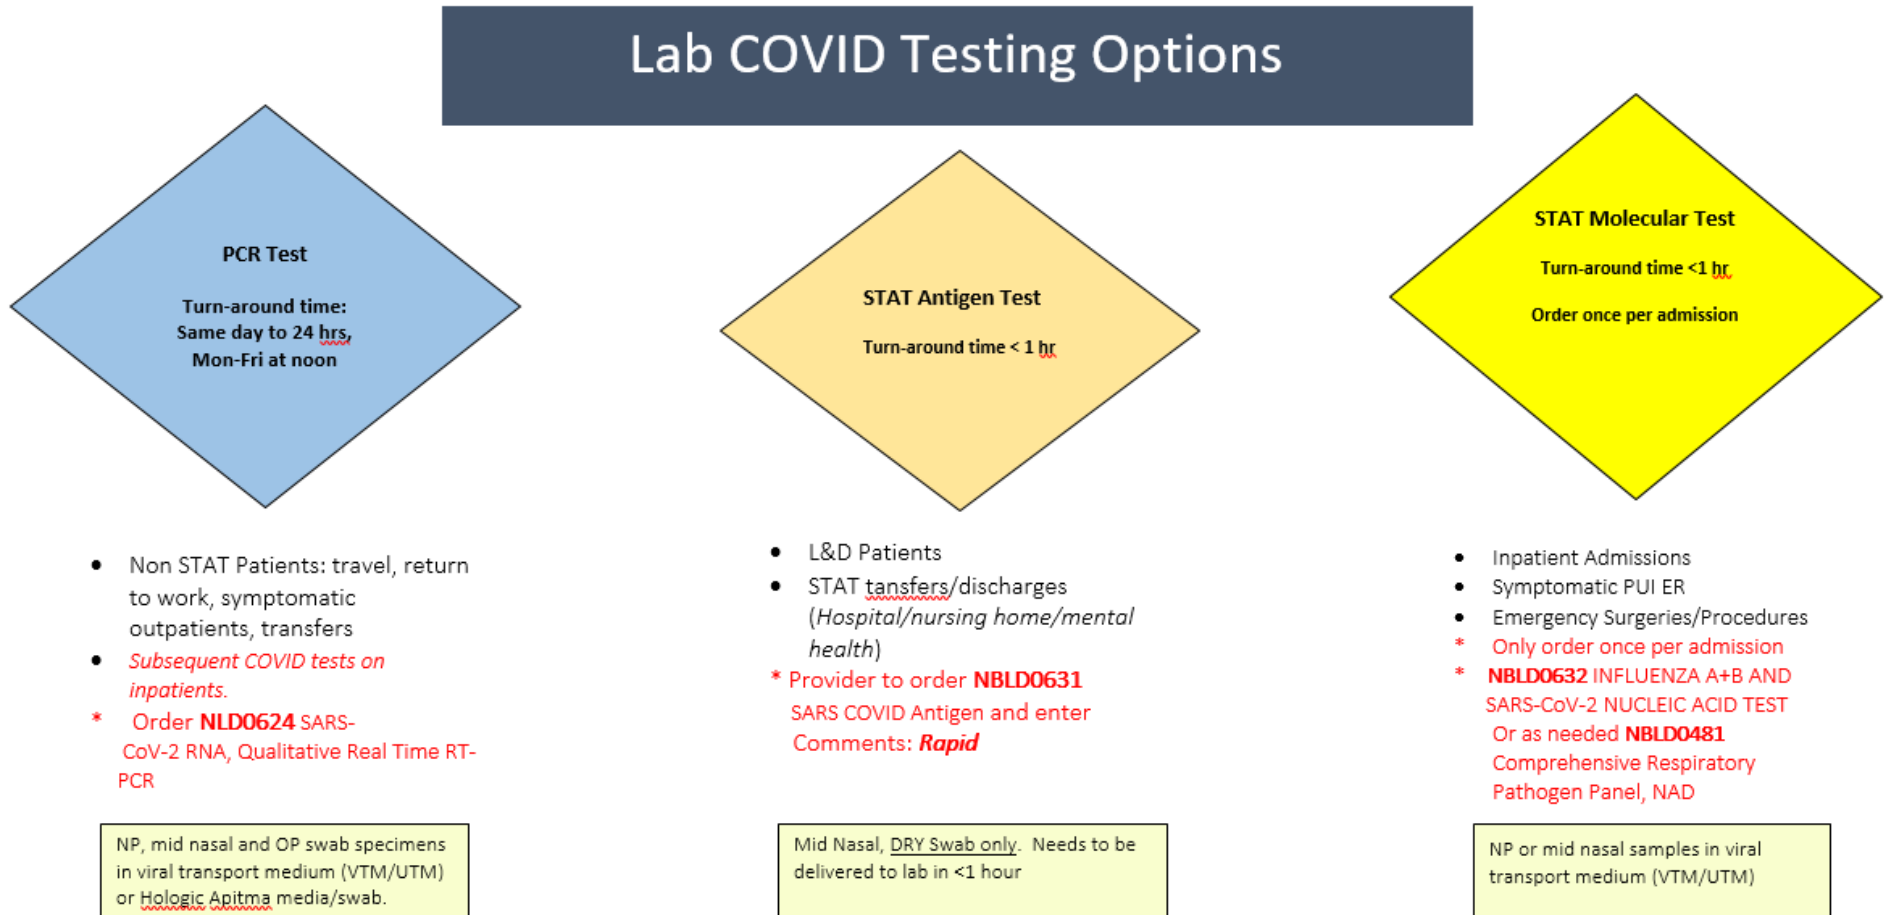 Lab COVID Testing Options
PCR Test
Turn-around time:
Same day to 24 hrs,
Mon-Fri at noon
• Non STAT Patients: travel, return
to work, symptomatic
outpatients, transfers
• Subsequent COVID tests on
inpatients.
* Order NLD0624 SARS-
CoV-2 RNA, Qualitative Real Time RT-
PCR
NP, mid nasal and OP swab specimens
in viral transport medium (VTM/UTM)
or Hologic Apitma media/swab.
STAT Antigen Test
Turn-around time < 1 hr
• L&D Patients
• STAT tansfers/discharges
(Hospital/nursing home/mental
health)
* Provider to order NBLD0631
SARS COVID Antigen and enter
Comments: Rapid
Mid Nasal, DRY Swab only. Needs to be
delivered to lab in <1 hour
STAT Molecular Test
Turn-around time <1 hr
Order once per admission
• Inpatient Admissions
• Symptomatic PUI ER
• Emergency Surgeries/Procedures
* Only order once per admission
* NBLD0632 INFLUENZA A+B AND
SARS-CoV-2 NUCLEIC ACID TEST
Or as needed NBLD0481
Comprehensive Respiratory
Pathogen Panel, NAD
NP or mid nasal samples in viral
transport medium (VTM/UTM)